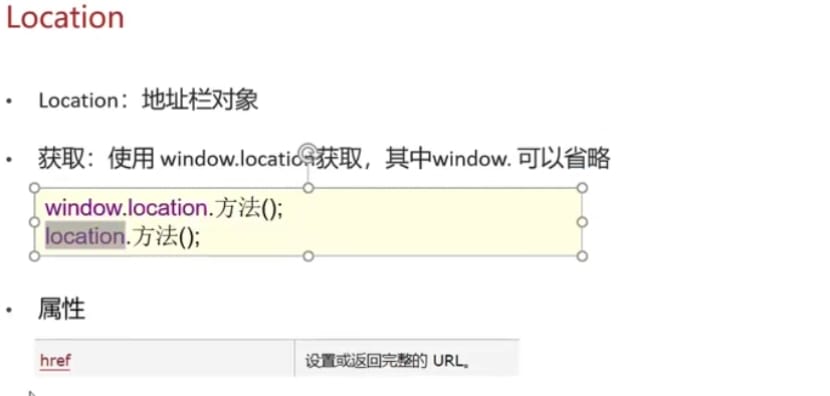 Location
• Location：地址栏对象
• 获取：使用 window.location获取，其中window. 可以省略
window.location.方法();
location.方法();
• 属性
href 设置或返回完整的 URL。